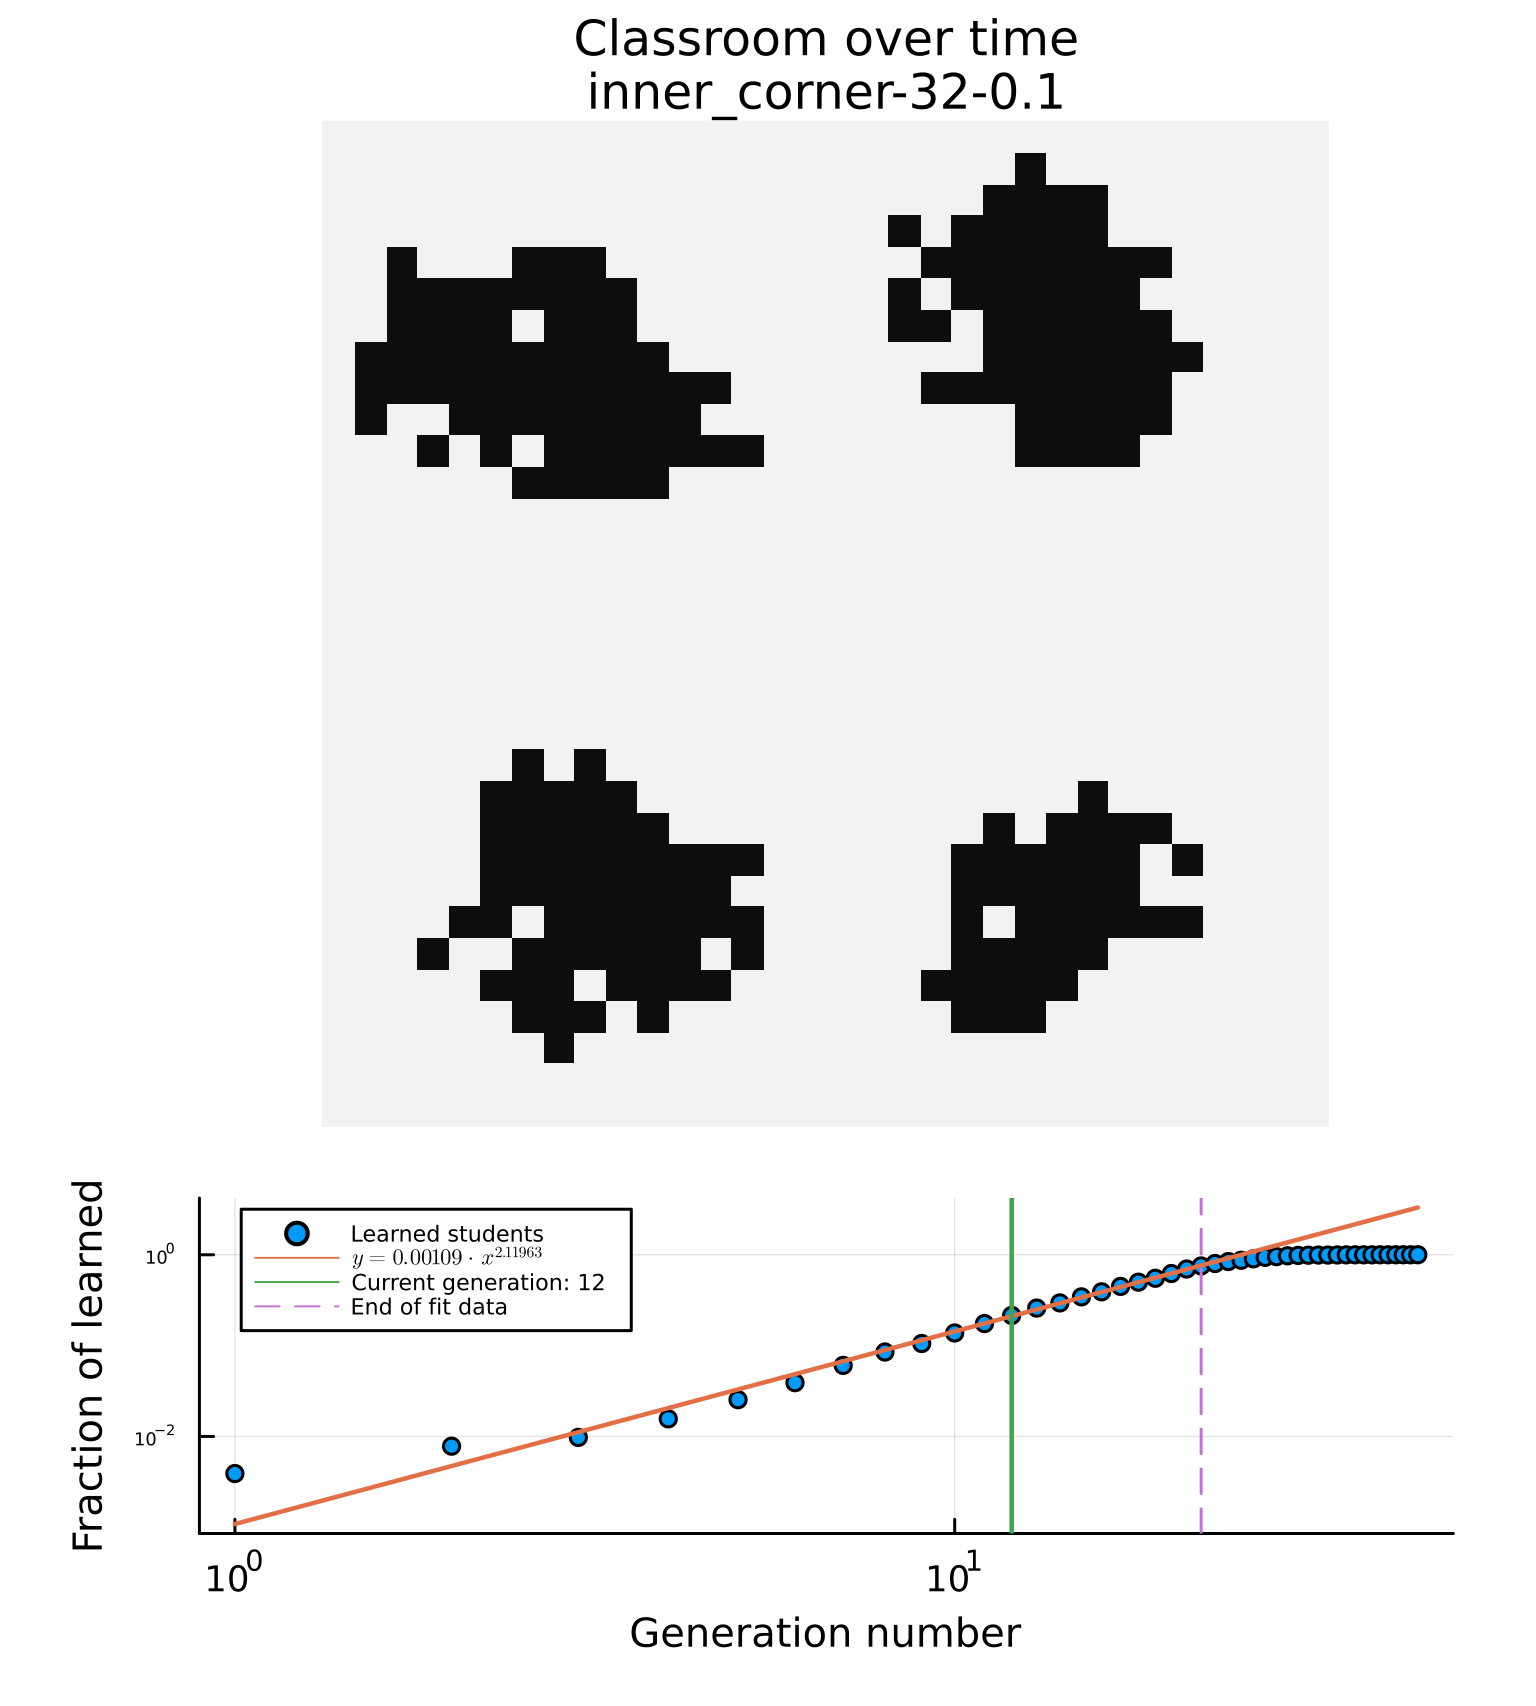 Classroom over time
inner_corner-32-0.1
Fraction of learned
10^0
10^-2
Learned students
y = 0.00109 · x^2.11963
Current generation: 12
End of fit data
10^0
10^1
Generation number